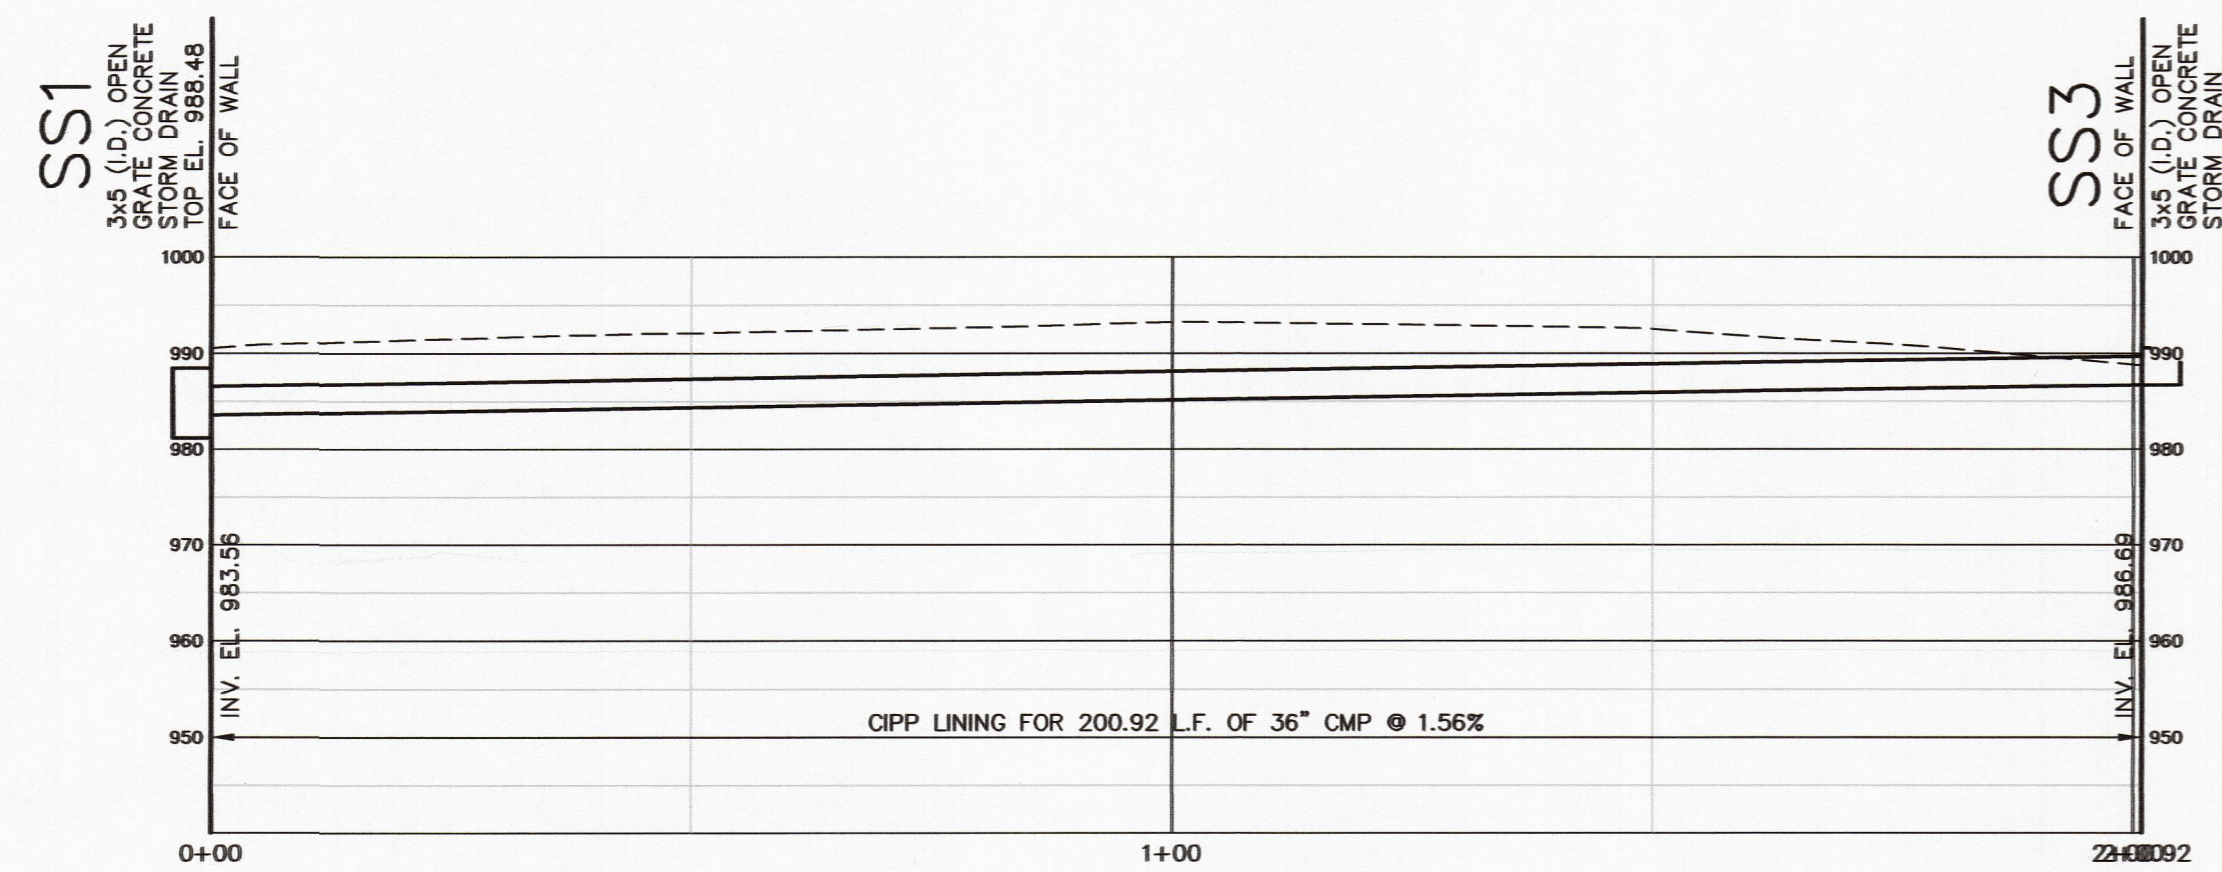 SS1
3x5 (I.D.) OPEN
GRATE CONCRETE
STORM DRAIN
TOP EL. 988.48
FACE OF WALL
SS3
FACE OF WALL
3x5 (I.D.) OPEN
GRATE CONCRETE
STORM DRAIN
1000
990
980
970
960
950
1000
990
980
970
960
950
INV. EL. 983.56
INV. EL. 986.69
CIPP LINING FOR 200.92 L.F. OF 36" CMP @ 1.56%
0+00
1+00